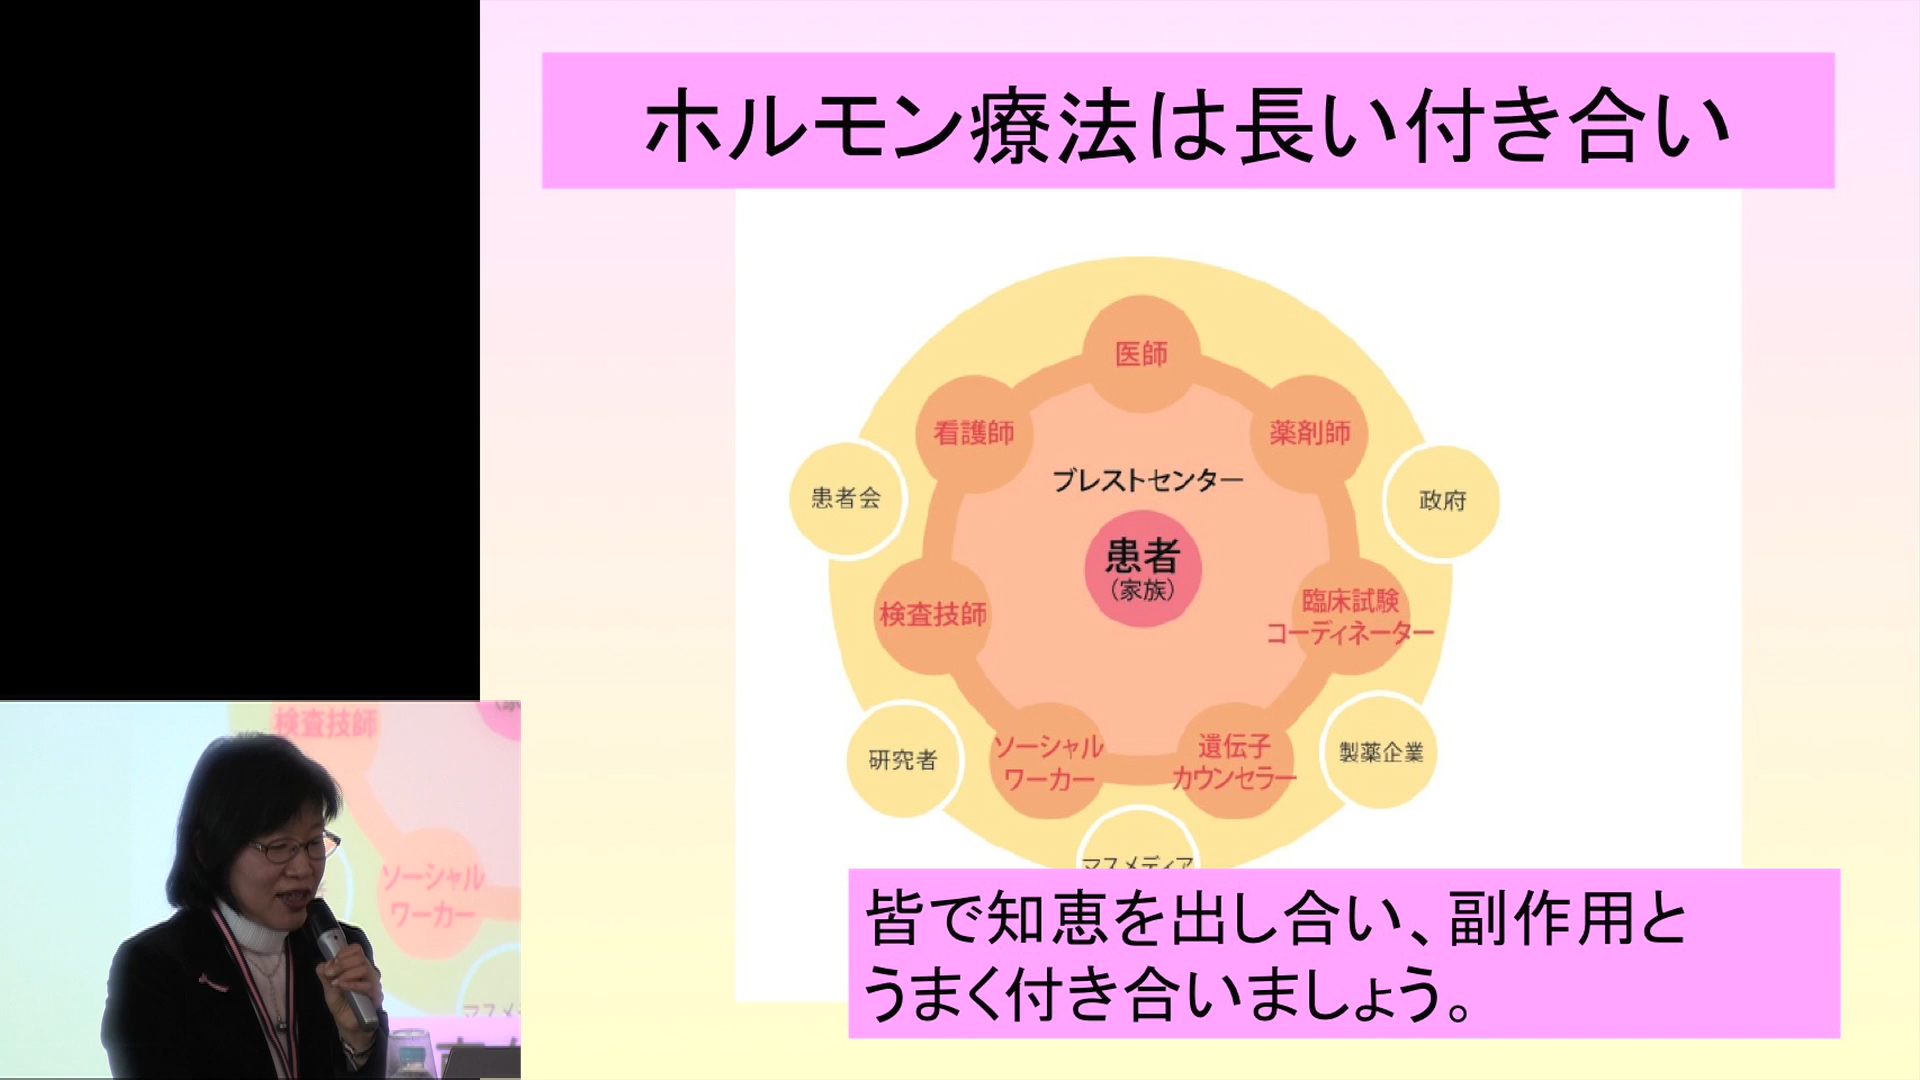 ホルモン療法は長い付き合い
医師
看護師
薬剤師
ブレストセンター
患者会
政府
患者
(家族)
検査技師
臨床試験
コーディネーター
研究者
ソーシャル
ワーカー
遺伝子
カウンセラー
製薬企業
マスメディア
皆で知恵を出し合い、副作用と
うまく付き合いましょう。
検査技師
ソーシャル
ワーカー